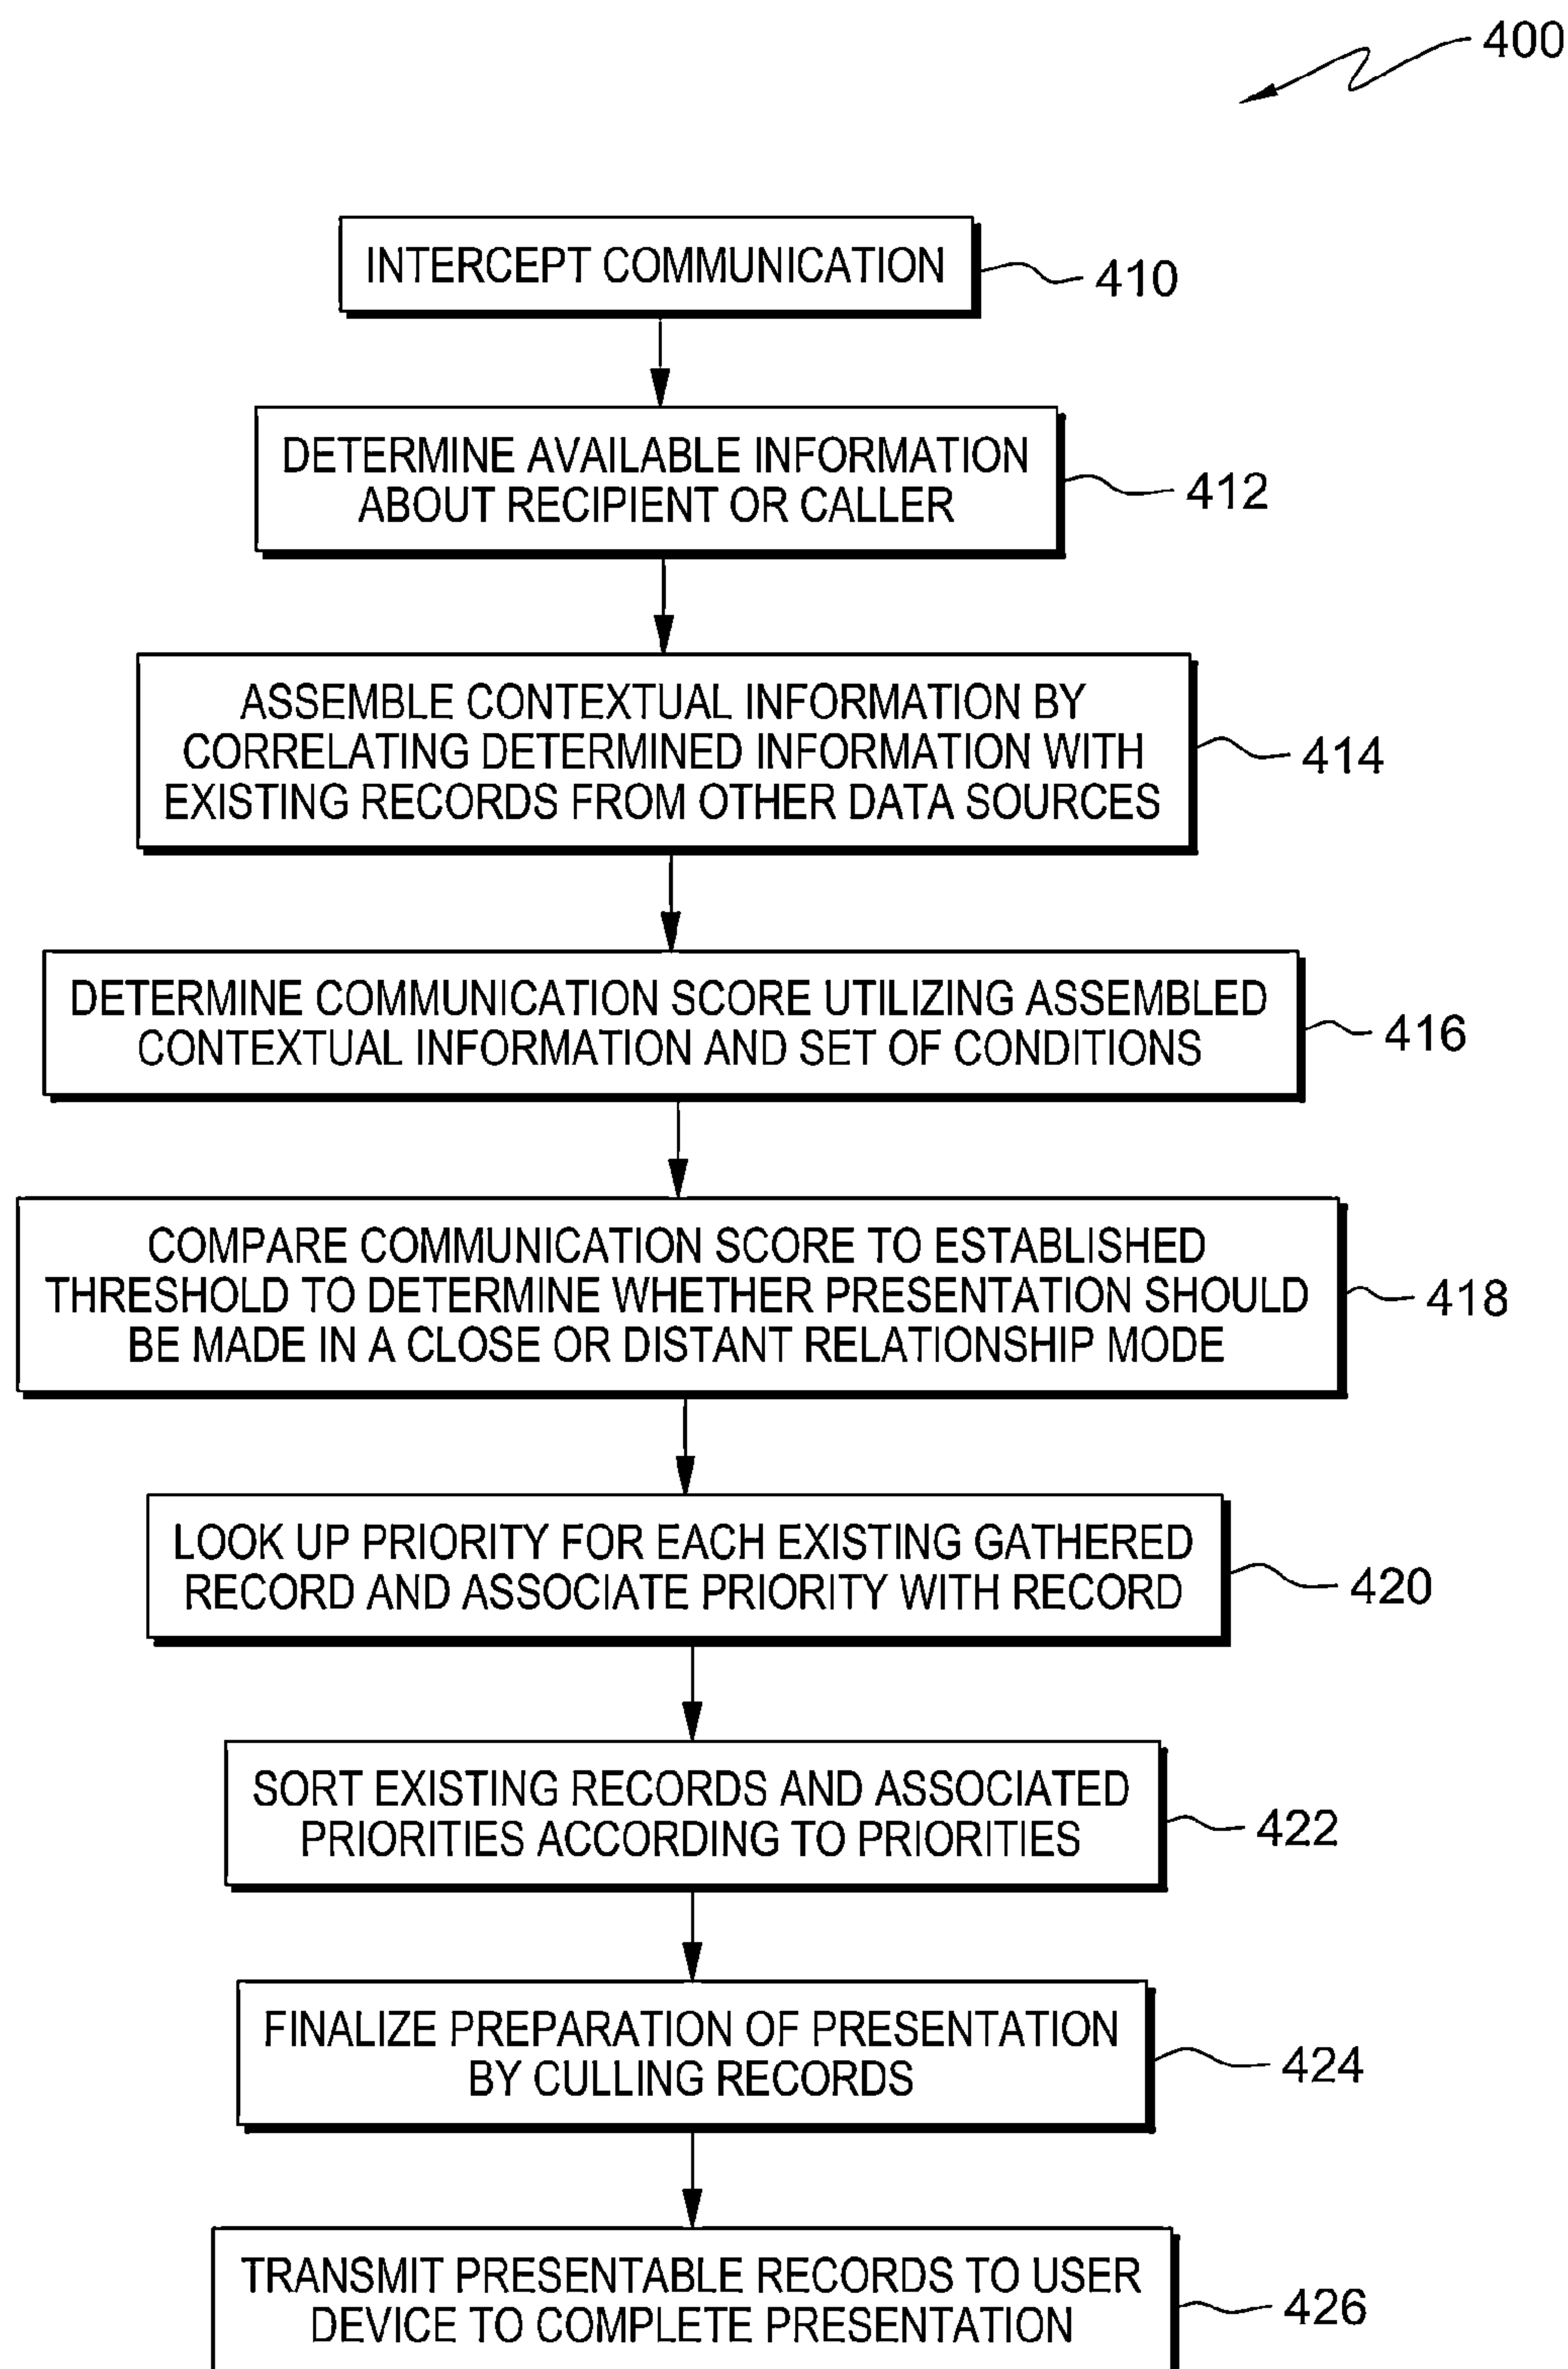 400
INTERCEPT COMMUNICATION
410
DETERMINE AVAILABLE INFORMATION
ABOUT RECIPIENT OR CALLER
412
ASSEMBLE CONTEXTUAL INFORMATION BY
CORRELATING DETERMINED INFORMATION WITH
EXISTING RECORDS FROM OTHER DATA SOURCES
414
DETERMINE COMMUNICATION SCORE UTILIZING ASSEMBLED
CONTEXTUAL INFORMATION AND SET OF CONDITIONS
416
COMPARE COMMUNICATION SCORE TO ESTABLISHED
THRESHOLD TO DETERMINE WHETHER PRESENTATION SHOULD
BE MADE IN A CLOSE OR DISTANT RELATIONSHIP MODE
418
LOOK UP PRIORITY FOR EACH EXISTING GATHERED
RECORD AND ASSOCIATE PRIORITY WITH RECORD
420
SORT EXISTING RECORDS AND ASSOCIATED
PRIORITIES ACCORDING TO PRIORITIES
422
FINALIZE PREPARATION OF PRESENTATION
BY CULLING RECORDS
424
TRANSMIT PRESENTABLE RECORDS TO USER
DEVICE TO COMPLETE PRESENTATION
426